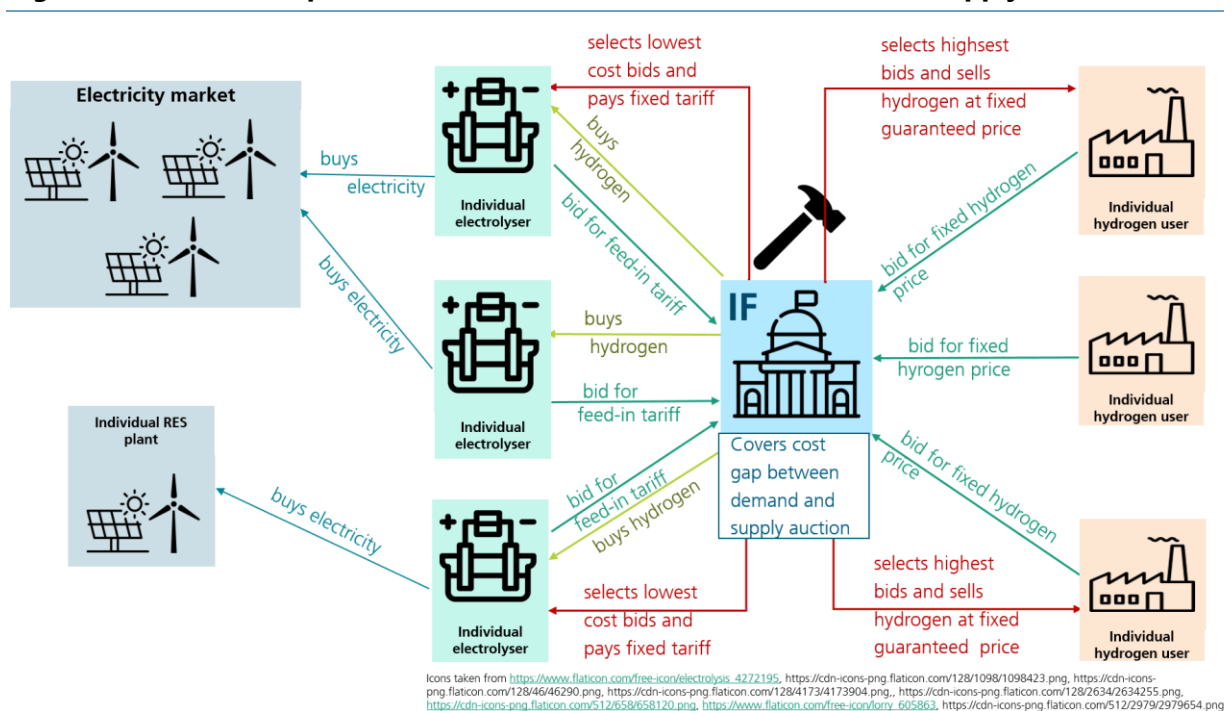 Electricity market
buys
electricity
buys electricity
Individual RES
plant
buys electricity
Individual
electrolyser
Individual
electrolyser
Individual
electrolyser
selects lowest
cost bids and
pays fixed tariff
buys
hydrogen
bid for feed-in tariff
buys
hydrogen
bid for
feed-in tariff
bid for
feed-in tariff
buys hydrogen
selects lowest
cost bids and
pays fixed tariff
IF
Covers cost
gap between
demand and
supply auction
selects highsest
bids and sells
hydrogen at fixed
guaranteed price
bid for fixed hydrogen
price
bid for fixed
hyrogen price
bid for fixed hydrogen
price
selects highest
bids and sells
hydrogen at fixed
guaranteed price
Individual
hydrogen user
Individual
hydrogen user
Individual
hydrogen user
Icons taken from https://www.flaticon.com/free-icon/electrolysis_4272195, https://cdn-icons-png.flaticon.com/128/1098/1098423.png, https://cdn-icons-
png.flaticon.com/128/46/46290.png, https://cdn-icons-png.flaticon.com/128/4173/4173904.png,, https://cdn-icons-png.flaticon.com/128/2634/2634255.png,
https://cdn-icons-png.flaticon.com/512/658/658120.png, https://www.flaticon.com/free-icon/lorry_605863, https://cdn-icons-png.flaticon.com/512/2979/2979654.png